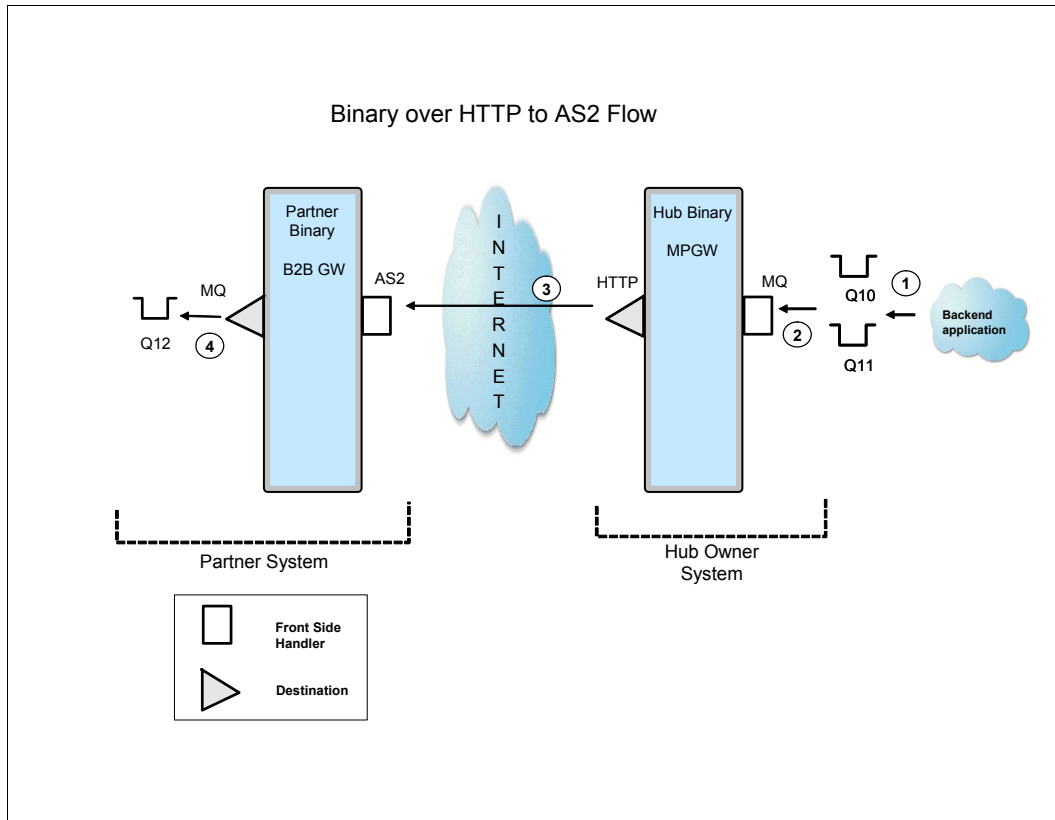 Binary over HTTP to AS2 Flow
Partner
Binary
B2B GW
AS2
MQ
Q12
4
I
N
T
E
R
N
E
T
3
HTTP
Hub Binary
MPGW
MQ
2
Q10
Q11
1
Backend
application
Partner System
Hub Owner
System
Front Side
Handler
Destination